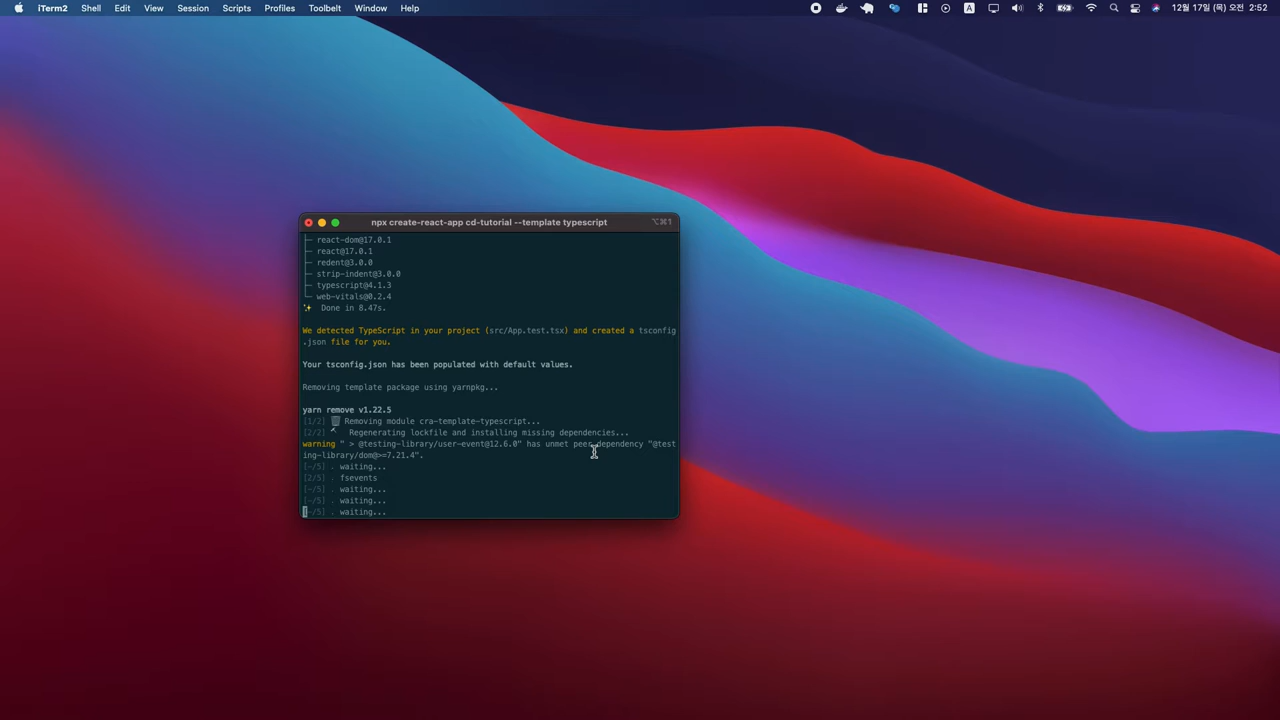 iTerm2 Shell Edit View Session Scripts Profiles Toolbelt Window Help A 12월 17일 (목) 오전 2:52
npx create-react-app cd-tutorial --template typescript ⌥⌘1
├─ react-dom@17.0.1
├─ react@17.0.1
├─ redent@3.0.0
├─ strip-indent@3.0.0
├─ typescript@4.1.3
└─ web-vitals@0.2.4
✨ Done in 8.47s.
We detected TypeScript in your project (src/App.test.tsx) and created a tsconfig
.json file for you.
Your tsconfig.json has been populated with default values.
Removing template package using yarnpkg...
yarn remove v1.22.5
[1/2] 🗑 Removing module cra-template-typescript...
[2/2] 🔨 Regenerating lockfile and installing missing dependencies...
warning " > @testing-library/user-event@12.6.0" has unmet peer dependency "@test
ing-library/dom@>=7.21.4".
[-/5] . waiting...
[2/5] . fsevents
[-/5] . waiting...
[-/5] . waiting...
[-/5] . waiting...